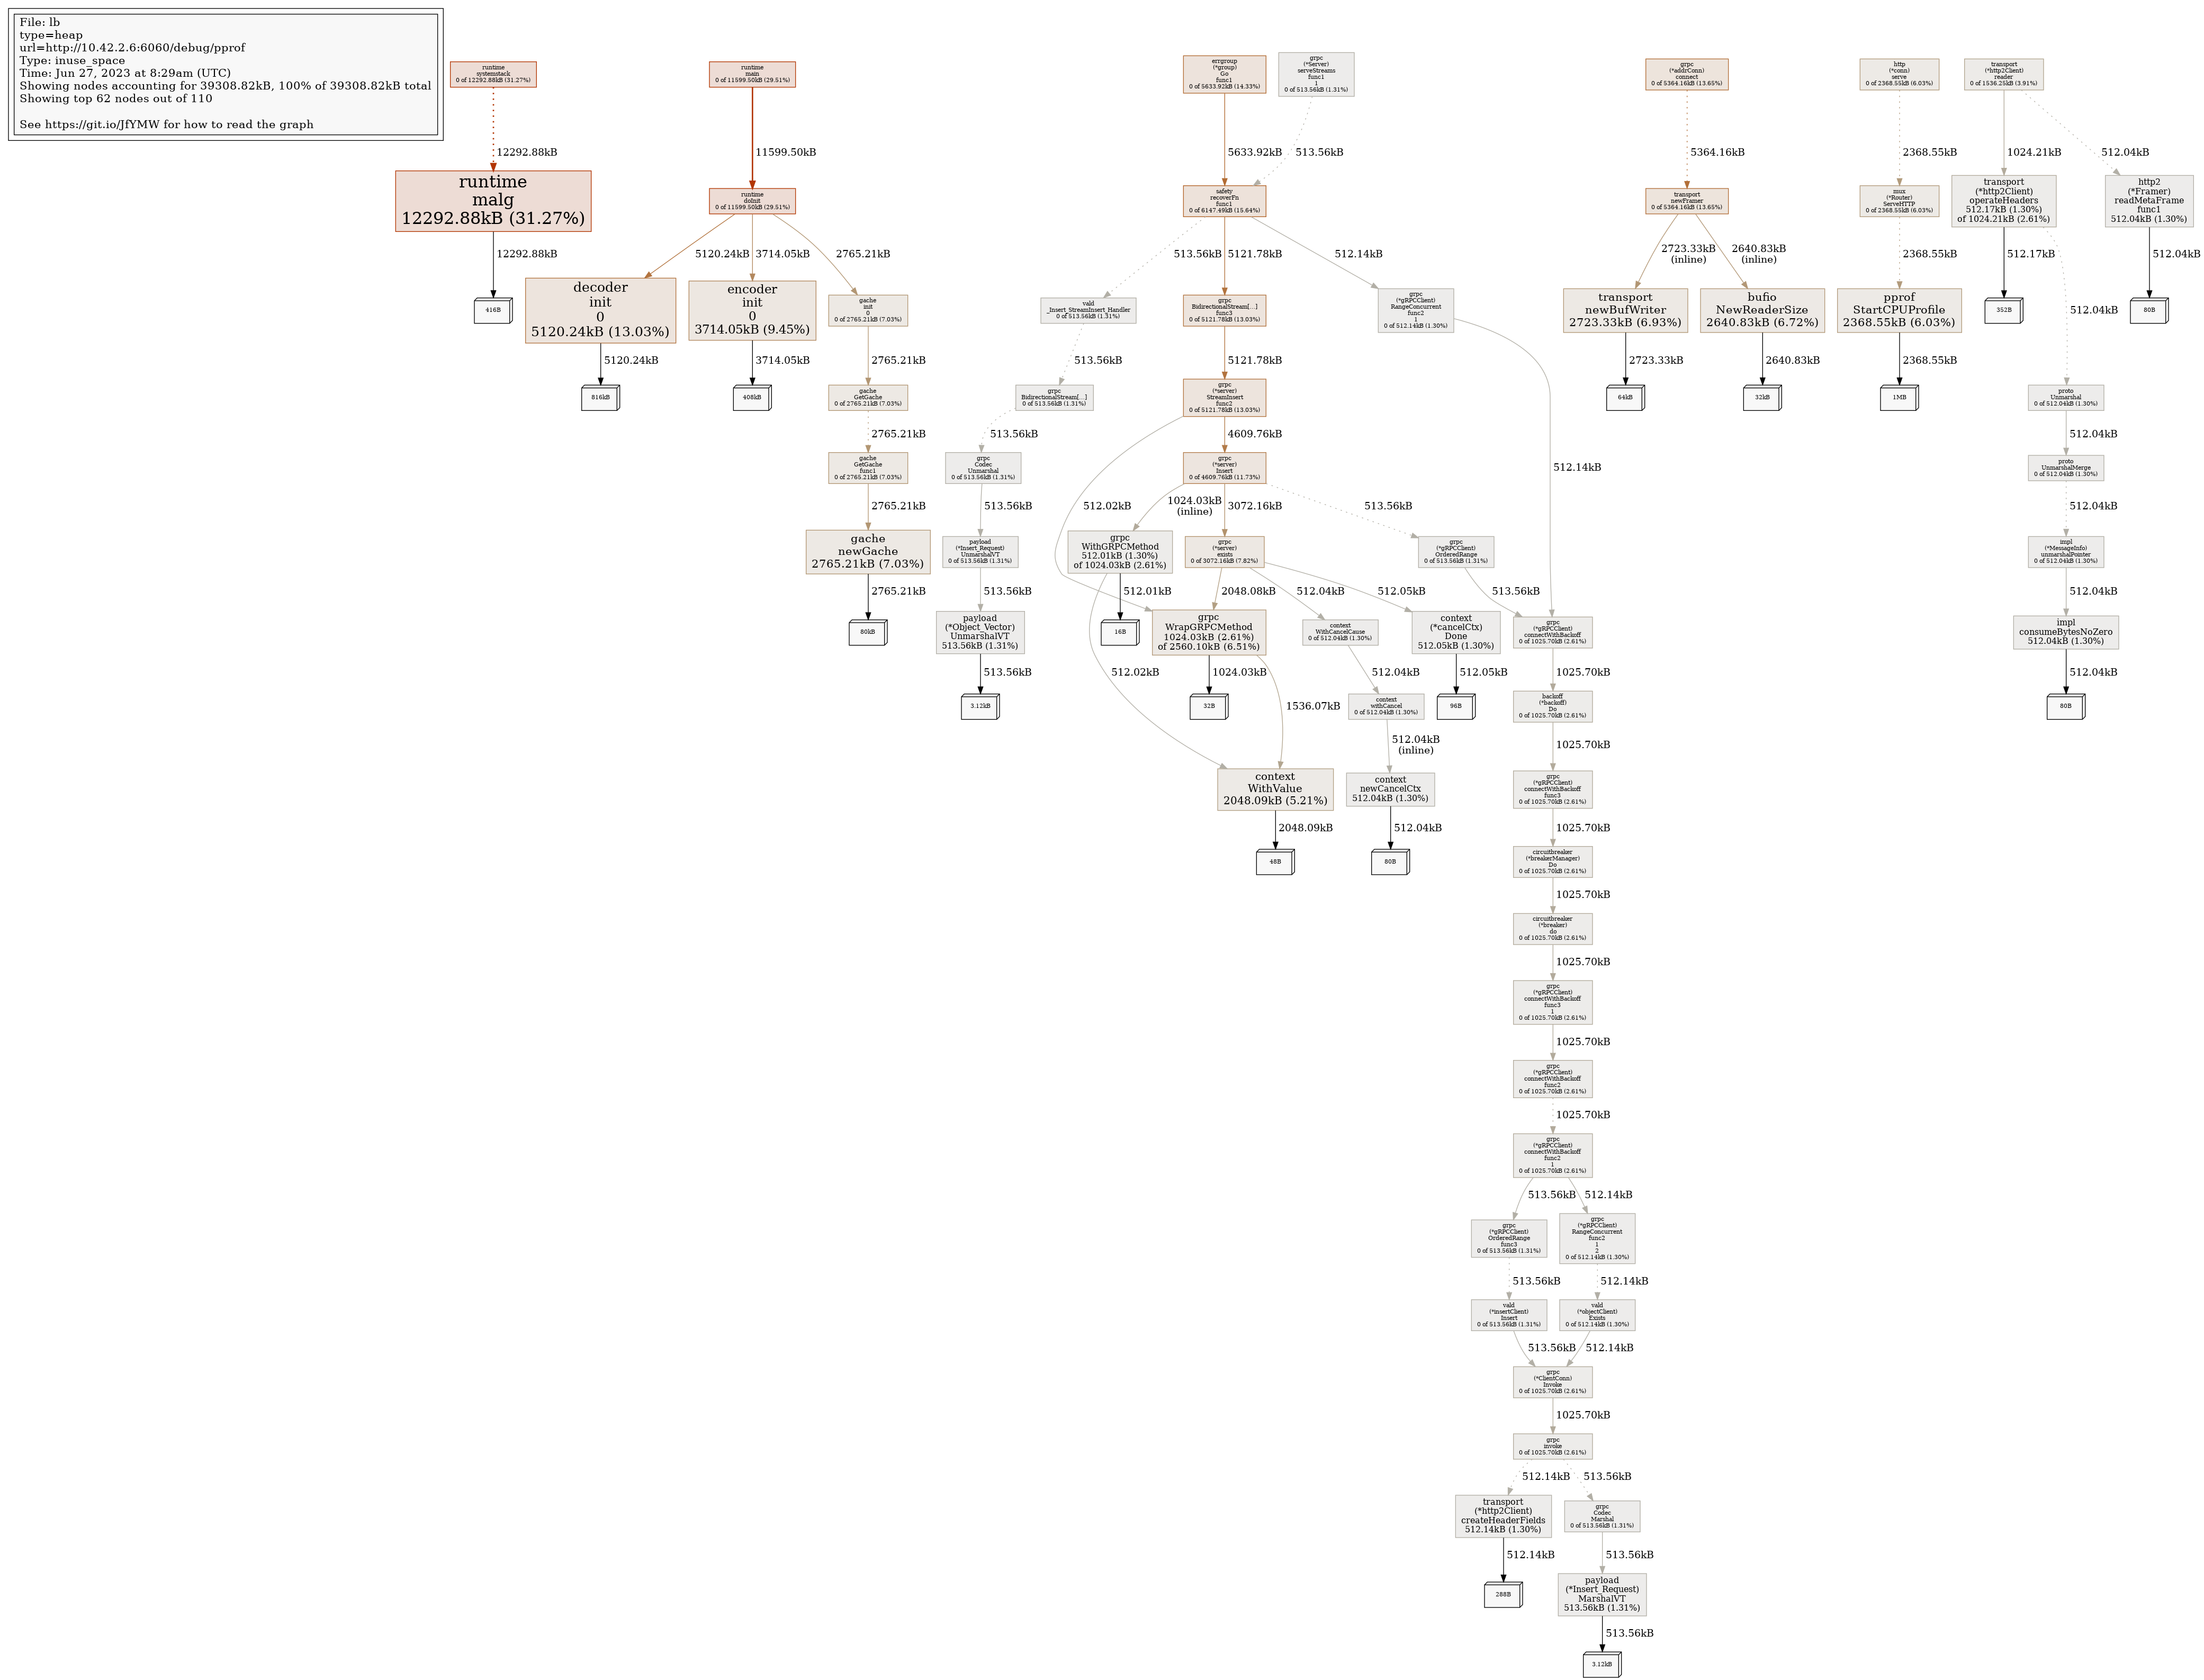 File: lb
type=heap
url=http://10.42.2.6:6060/debug/pprof
Type: inuse_space
Time: Jun 27, 2023 at 8:29am (UTC)
Showing nodes accounting for 39308.82kB, 100% of 39308.82kB total
Showing top 62 nodes out of 110
See https://git.io/JfYMW for how to read the graph
runtime
systemstack
0 of 12292.88kB (31.27%)
12292.88kB
runtime
malg
12292.88kB (31.27%)
12292.88kB
416B
runtime
main
0 of 11599.50kB (29.51%)
11599.50kB
runtime
doInit
0 of 11599.50kB (29.51%)
5120.24kB
3714.05kB
2765.21kB
decoder
init
0
5120.24kB (13.03%)
5120.24kB
816kB
encoder
init
0
3714.05kB (9.45%)
3714.05kB
408kB
gache
init
0
0 of 2765.21kB (7.03%)
2765.21kB
gache
GetGache
0 of 2765.21kB (7.03%)
2765.21kB
gache
GetGache
func1
0 of 2765.21kB (7.03%)
2765.21kB
gache
newGache
2765.21kB (7.03%)
2765.21kB
80kB
errgroup
(*group)
Go
func1
0 of 5633.92kB (14.33%)
5633.92kB
grpc
(*Server)
serveStreams
func1
1
0 of 513.56kB (1.31%)
513.56kB
safety
recoverFn
func1
0 of 6147.49kB (15.64%)
513.56kB
5121.78kB
512.14kB
vald
_Insert_StreamInsert_Handler
0 of 513.56kB (1.31%)
513.56kB
grpc
BidirectionalStream[...]
0 of 513.56kB (1.31%)
513.56kB
grpc
Codec
Unmarshal
0 of 513.56kB (1.31%)
513.56kB
payload
(*Insert_Request)
UnmarshalVT
0 of 513.56kB (1.31%)
513.56kB
payload
(*Object_Vector)
UnmarshalVT
513.56kB (1.31%)
513.56kB
3.12kB
grpc
BidirectionalStream[...]
func3
0 of 5121.78kB (13.03%)
5121.78kB
grpc
(*server)
StreamInsert
func2
0 of 5121.78kB (13.03%)
512.02kB
4609.76kB
grpc
(*server)
Insert
0 of 4609.76kB (11.73%)
1024.03kB
(inline)
3072.16kB
513.56kB
grpc
WithGRPCMethod
512.01kB (1.30%)
of 1024.03kB (2.61%)
512.01kB
16B
512.02kB
grpc
(*server)
exists
0 of 3072.16kB (7.82%)
2048.08kB
512.04kB
512.05kB
grpc
WrapGRPCMethod
1024.03kB (2.61%)
of 2560.10kB (6.51%)
1024.03kB
32B
1536.07kB
context
WithValue
2048.09kB (5.21%)
2048.09kB
48B
context
WithCancelCause
0 of 512.04kB (1.30%)
512.04kB
context
withCancel
0 of 512.04kB (1.30%)
512.04kB
(inline)
context
newCancelCtx
512.04kB (1.30%)
512.04kB
80B
context
(*cancelCtx)
Done
512.05kB (1.30%)
512.05kB
96B
grpc
(*gRPCClient)
RangeConcurrent
func2
1
0 of 512.14kB (1.30%)
512.14kB
grpc
(*gRPCClient)
OrderedRange
0 of 513.56kB (1.31%)
513.56kB
grpc
(*gRPCClient)
connectWithBackoff
0 of 1025.70kB (2.61%)
1025.70kB
backoff
(*backoff)
Do
0 of 1025.70kB (2.61%)
1025.70kB
grpc
(*gRPCClient)
connectWithBackoff
func3
0 of 1025.70kB (2.61%)
1025.70kB
circuitbreaker
(*breakerManager)
Do
0 of 1025.70kB (2.61%)
1025.70kB
circuitbreaker
(*breaker)
do
0 of 1025.70kB (2.61%)
1025.70kB
grpc
(*gRPCClient)
connectWithBackoff
func3
1
0 of 1025.70kB (2.61%)
1025.70kB
grpc
(*gRPCClient)
connectWithBackoff
func2
0 of 1025.70kB (2.61%)
1025.70kB
grpc
(*gRPCClient)
connectWithBackoff
func2
1
0 of 1025.70kB (2.61%)
513.56kB
512.14kB
grpc
(*gRPCClient)
OrderedRange
func3
0 of 513.56kB (1.31%)
513.56kB
grpc
(*gRPCClient)
RangeConcurrent
func2
1
2
0 of 512.14kB (1.30%)
512.14kB
vald
(*insertClient)
Insert
0 of 513.56kB (1.31%)
513.56kB
vald
(*objectClient)
Exists
0 of 512.14kB (1.30%)
512.14kB
grpc
(*ClientConn)
Invoke
0 of 1025.70kB (2.61%)
1025.70kB
grpc
invoke
0 of 1025.70kB (2.61%)
512.14kB
513.56kB
transport
(*http2Client)
createHeaderFields
512.14kB (1.30%)
512.14kB
288B
grpc
Codec
Marshal
0 of 513.56kB (1.31%)
513.56kB
payload
(*Insert_Request)
MarshalVT
513.56kB (1.31%)
513.56kB
3.12kB
grpc
(*addrConn)
connect
0 of 5364.16kB (13.65%)
5364.16kB
transport
newFramer
0 of 5364.16kB (13.65%)
2723.33kB
(inline)
2640.83kB
(inline)
transport
newBufWriter
2723.33kB (6.93%)
2723.33kB
64kB
bufio
NewReaderSize
2640.83kB (6.72%)
2640.83kB
32kB
http
(*conn)
serve
0 of 2368.55kB (6.03%)
2368.55kB
mux
(*Router)
ServeHTTP
0 of 2368.55kB (6.03%)
2368.55kB
pprof
StartCPUProfile
2368.55kB (6.03%)
2368.55kB
1MB
transport
(*http2Client)
reader
0 of 1536.25kB (3.91%)
1024.21kB
512.04kB
transport
(*http2Client)
operateHeaders
512.17kB (1.30%)
of 1024.21kB (2.61%)
512.17kB
352B
512.04kB
http2
(*Framer)
readMetaFrame
func1
512.04kB (1.30%)
512.04kB
80B
proto
Unmarshal
0 of 512.04kB (1.30%)
512.04kB
proto
UnmarshalMerge
0 of 512.04kB (1.30%)
512.04kB
impl
(*MessageInfo)
unmarshalPointer
0 of 512.04kB (1.30%)
512.04kB
impl
consumeBytesNoZero
512.04kB (1.30%)
512.04kB
80B